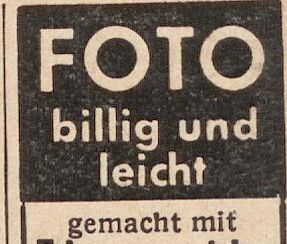 FOTO
billig und
leicht
gemacht mit